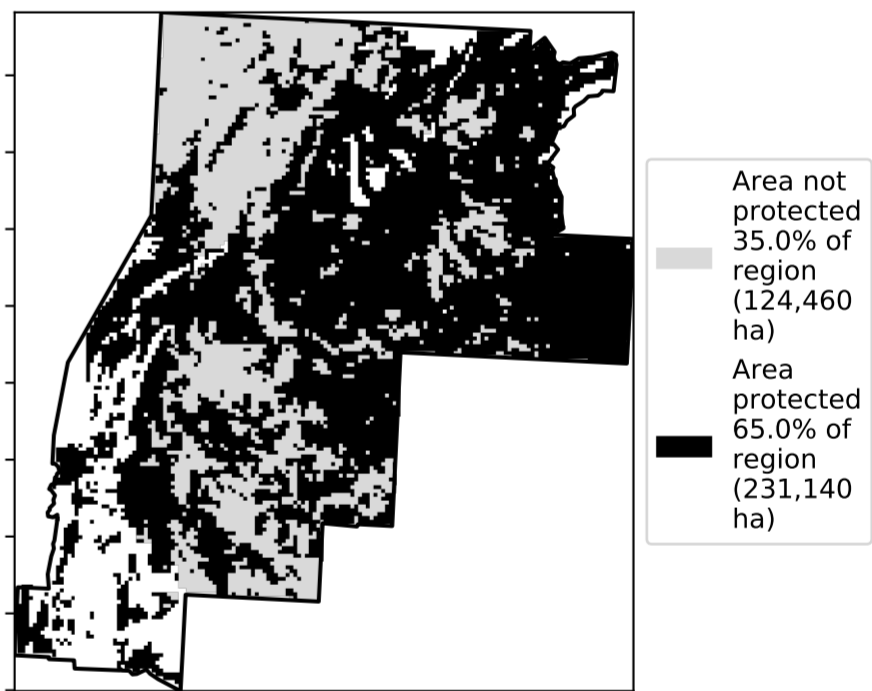 Area not
protected
35.0% of
region
(124,460
ha)
Area
protected
65.0% of
region
(231,140
ha)